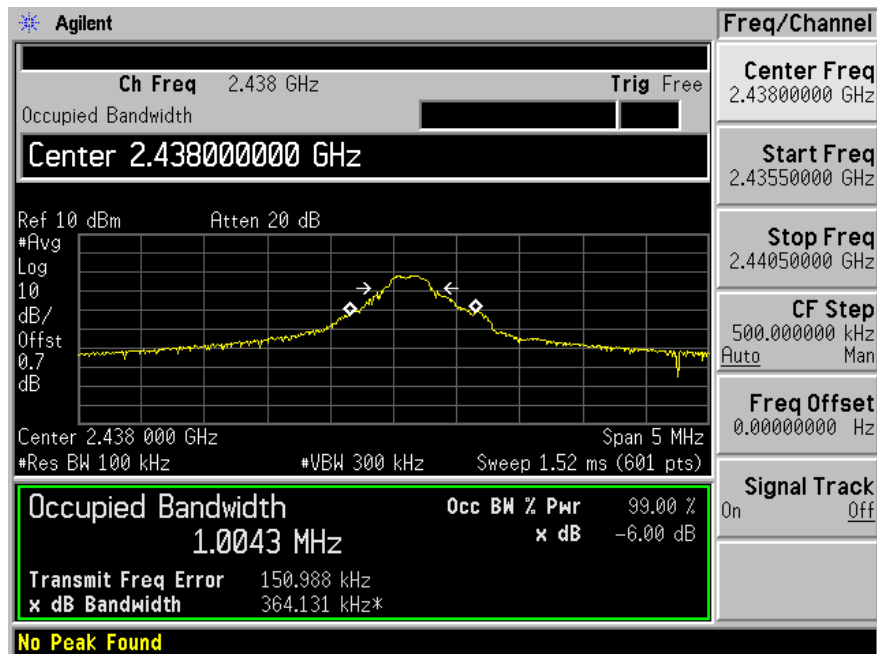 Agilent
Freq/Channel
Ch Freq 2.438 GHz Trig Free
Occupied Bandwidth
Center 2.438000000 GHz
Ref 10 dBm Atten 20 dB
#Avg
Log
10
dB/
Offst
0.7
dB
Center 2.438 000 GHz Span 5 MHz
#Res BW 100 kHz #VBW 300 kHz Sweep 1.52 ms (601 pts)
Occupied Bandwidth Occ BW % Pwr 99.00 %
1.0043 MHz x dB -6.00 dB
Transmit Freq Error 150.988 kHz
x dB Bandwidth 364.131 kHz*
No Peak Found
Center Freq
2.43800000 GHz
Start Freq
2.43550000 GHz
Stop Freq
2.44050000 GHz
CF Step
500.000000 kHz
Auto Man
Freq Offset
0.00000000 Hz
Signal Track
On Off